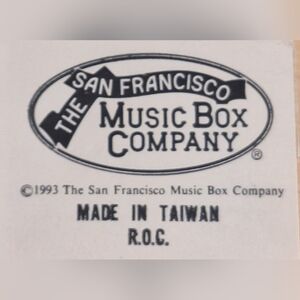 THE SAN FRANCISCO
MUSIC BOX
COMPANY ®
©1993 The San Francisco Music Box Company
MADE IN TAIWAN
R.O.C.